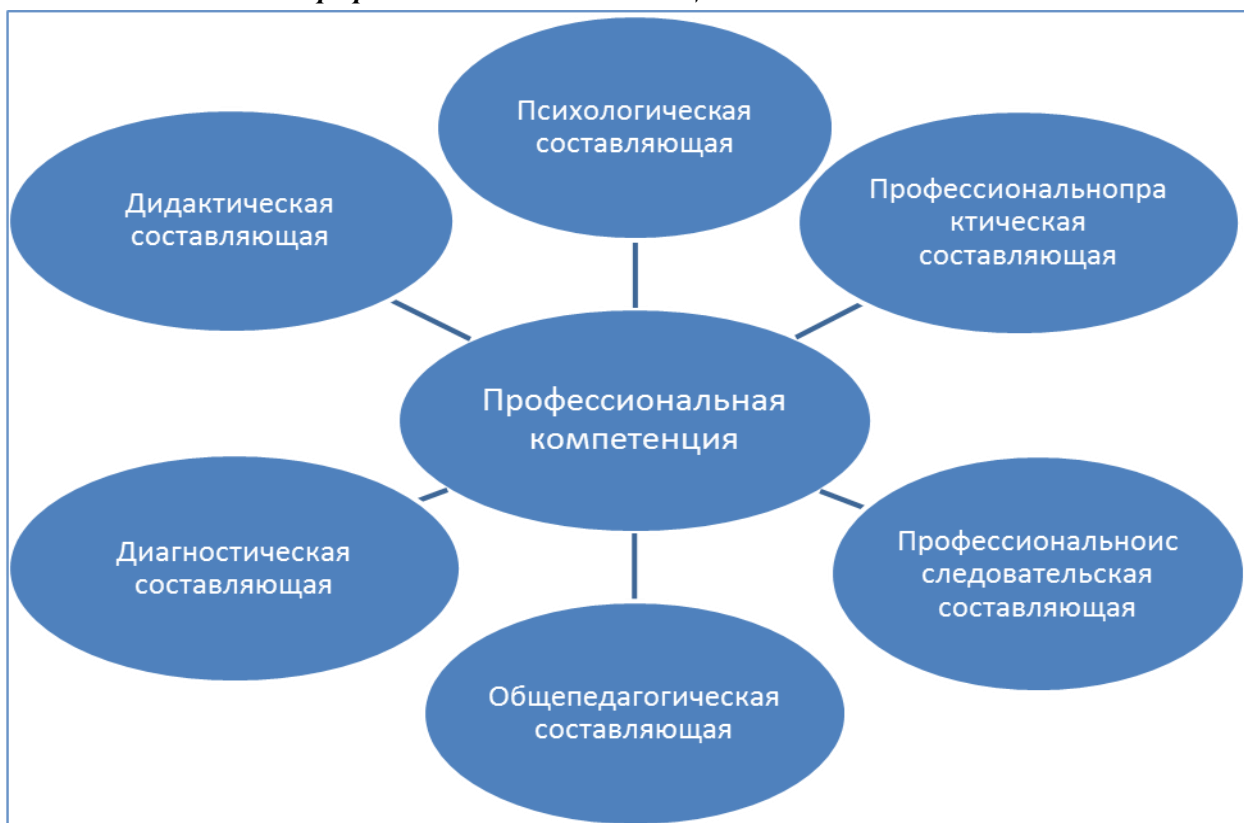 Психологическая
составляющая
Профессиональнопра
ктическая
составляющая
Дидактическая
составляющая
Профессиональная
компетенция
Диагностическая
составляющая
Профессиональноис
следовательская
составляющая
Общепедагогическая
составляющая